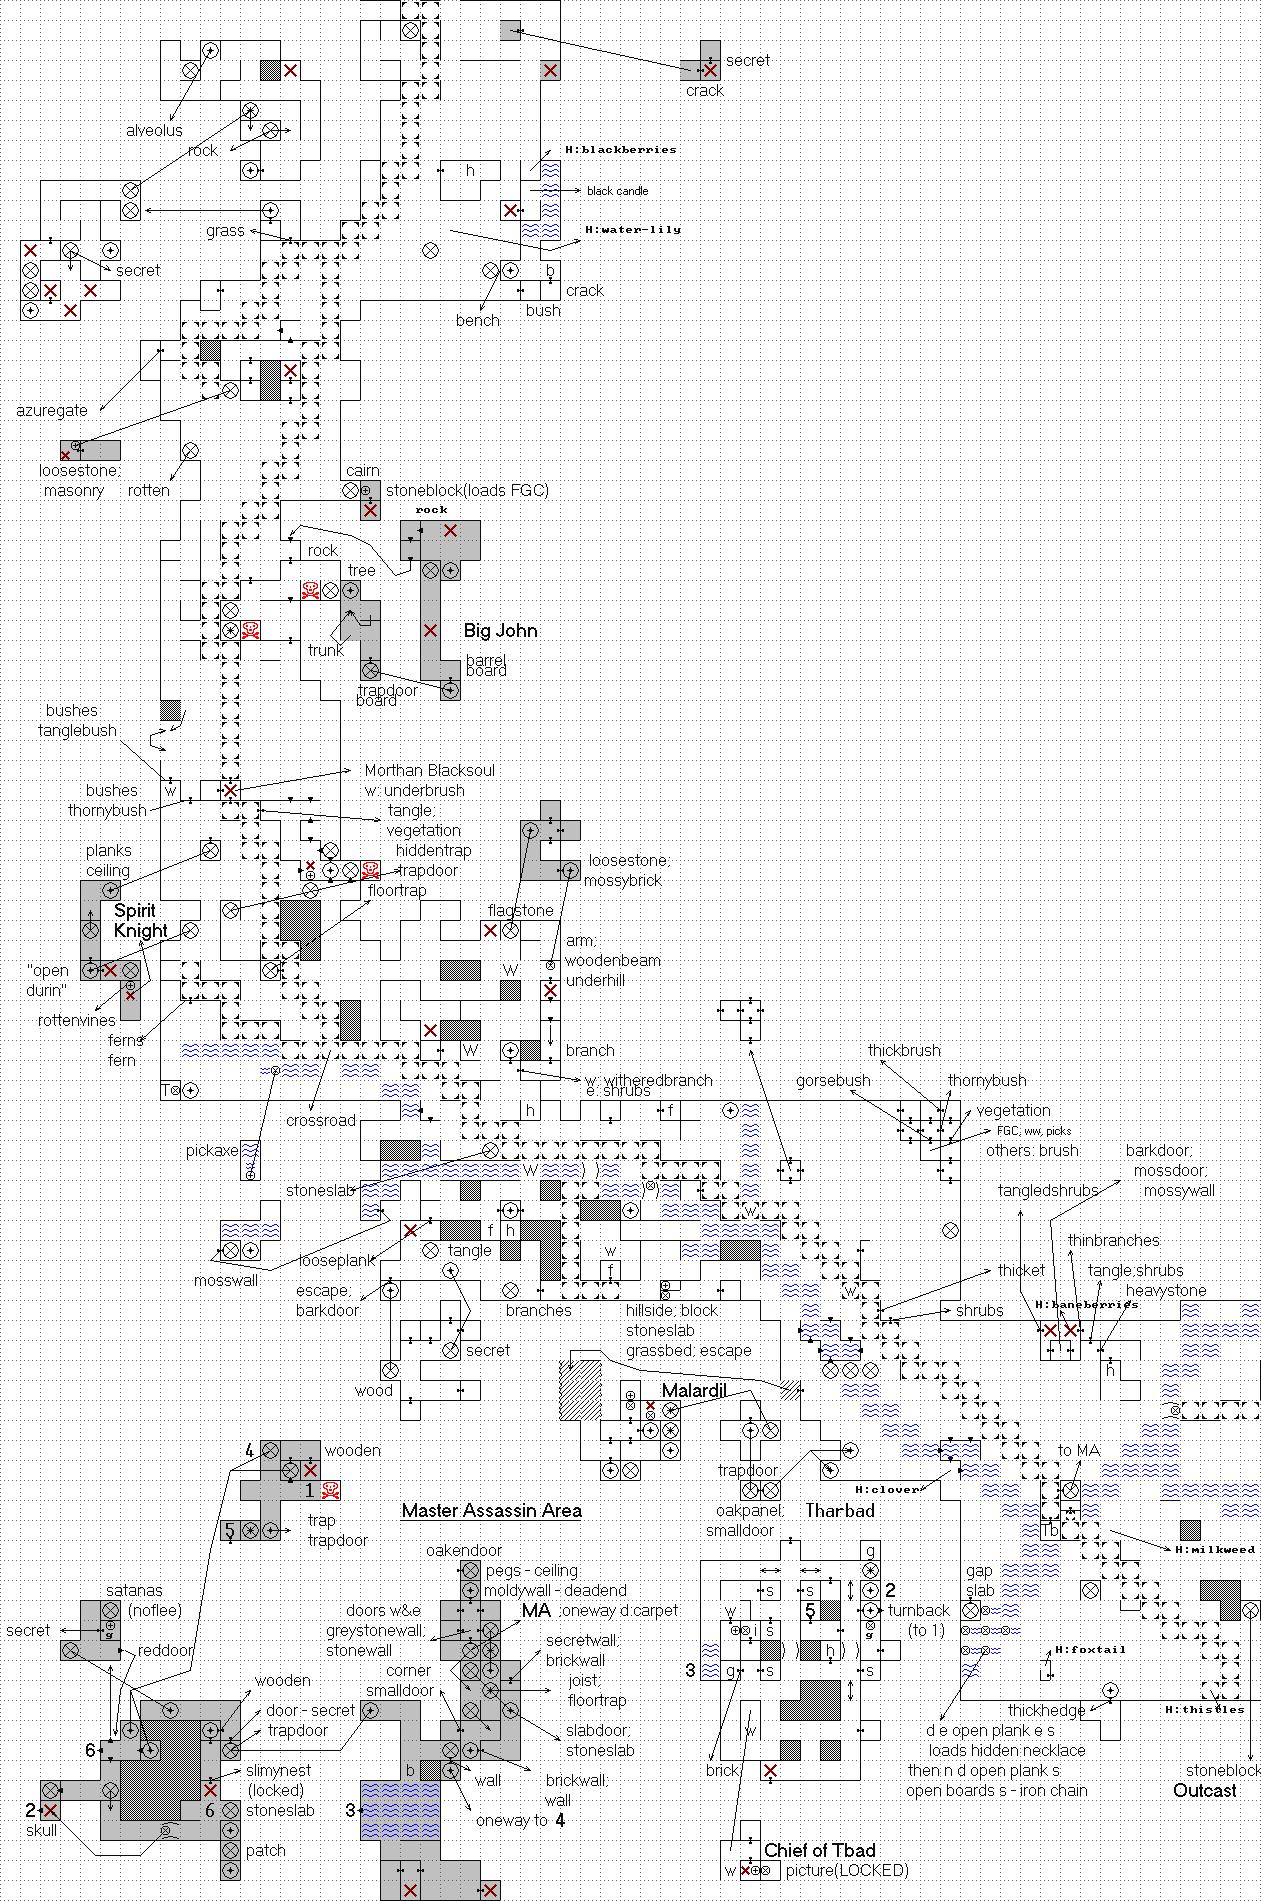 secret
crack
alveolus
rock
H:blackberries
h
black candle
grass
H:water-lily
secret
b
crack
bush
bench
azuregate
loosestone;
masonry
rotten
cairn
stoneblock(loads FGC)
rock
rock
tree
Big John
trunk
barrel
board
trapdoor
board
bushes
tanglebush
Morthan Blacksoul
w: underbrush
w
bushes
thornybush
tangle;
vegetation
hiddentrap
trapdoor
floortrap
planks
ceiling
loosestone;
mossybrick
Spirit
Knight
flagstone
arm;
woodenbeam
underhill
W
"open
durin"
rottenvines
ferns
fern
W
branch
w: witheredbranch
e: shrubs
T
h
f
crossroad
thickbrush
gorsebush
thornybush
vegetation
FGC, ww, picks
others: brush
pickaxe
W
) )
stoneslab
barkdoor;
mossdoor;
mossywall
tangledshrubs
w
f
h
looseplank
tangle
w
thinbranches
mosswall
f
thicket
tangle;shrubs
heavystone
escape;
barkdoor
branches
hillside; block
stoneslab
grassbed; escape
w
shrubs
H:baneberries
secret
h
wood
Malardil
4
wooden
trapdoor
to MA
1
H:clover
oakpanel;
smalldoor
Tharbad
Master Assassin Area
5
trap
trapdoor
Tb
H:milkweed
oakendoor
g
pegs - ceiling
moldywall - deadend
s
s
2
gap
slab
satanas
(noflee)
doors w&e
greystonewall;
stonewall
MA ;oneway d:carpet
w
5
turnback
(to 1)
g
secret
reddoor
secretwall;
brickwall
s
g
h
H:foxtail
corner
smalldoor
joist;
floortrap
3
g
s
s
wooden
door - secret
trapdoor
slabdoor;
stoneslab
w
thickhedge
H:thistles
6
d e open plank e s
loads hidden necklace
then n d open plank s
open boards s - iron chain
slimynest
(locked)
b
wall
brickwall;
wall
brick
stoneblock
Outcast
2
6
stoneslab
3
oneway to 4
skull
patch
Chief of Tbad
w
picture(LOCKED)